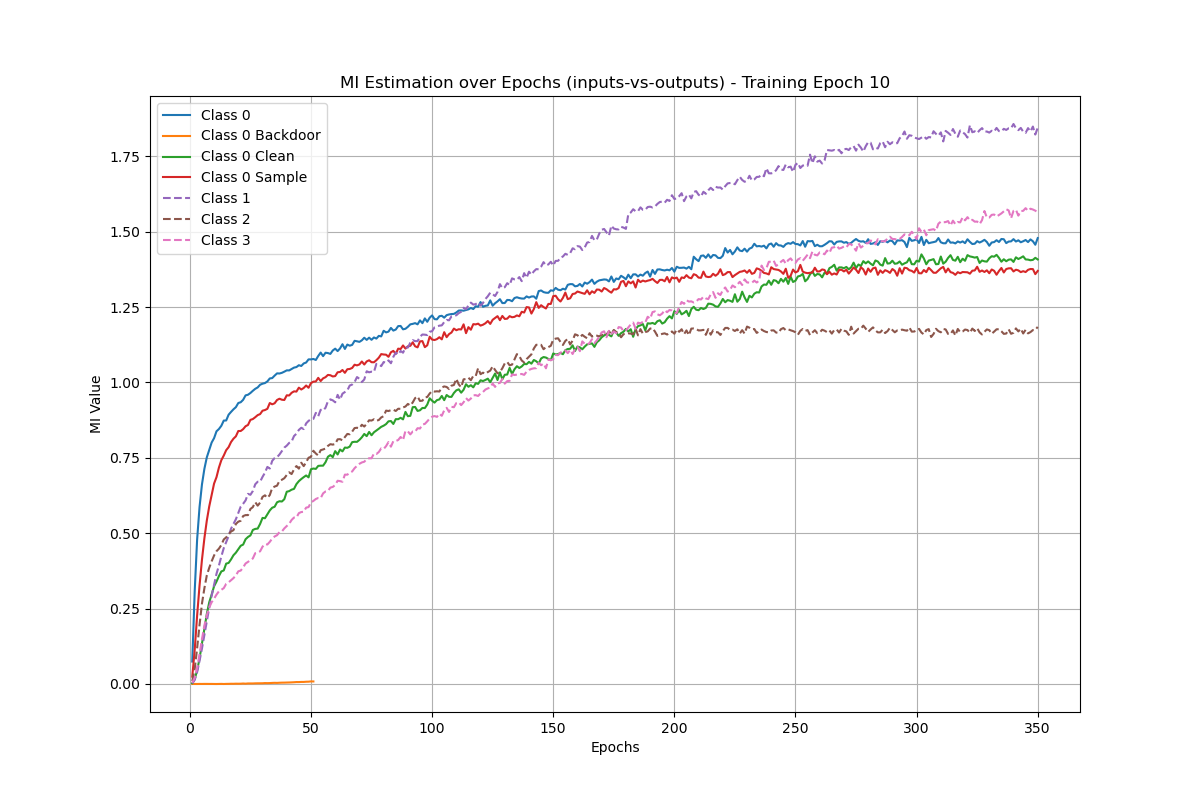 MI Estimation over Epochs (inputs-vs-outputs) - Training Epoch 10
Class 0
Class 0 Backdoor
Class 0 Clean
Class 0 Sample
Class 1
Class 2
Class 3
MI Value
1.75
1.50
1.25
1.00
0.75
0.50
0.25
0.00
0 50 100 150 200 250 300 350
Epochs